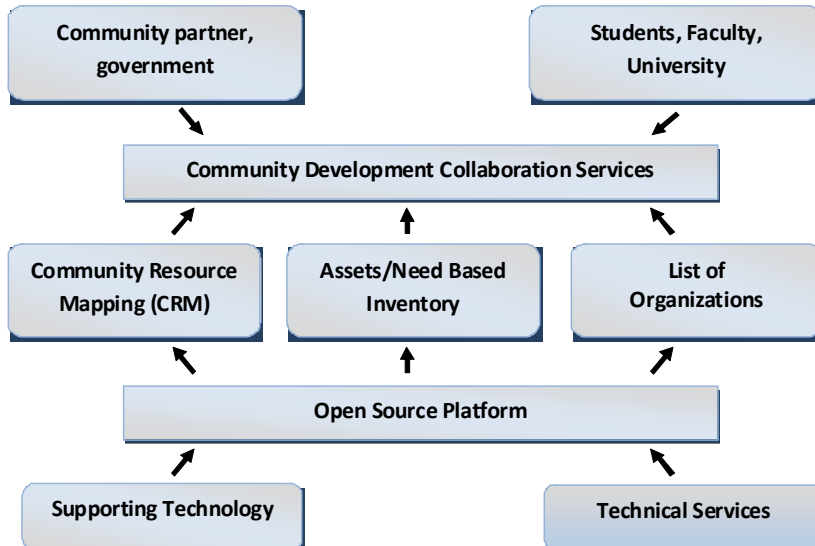 Community partner,
government
Students, Faculty,
University
Community Development Collaboration Services
Community Resource
Mapping (CRM)
Assets/Need Based
Inventory
List of
Organizations
Open Source Platform
Supporting Technology
Technical Services